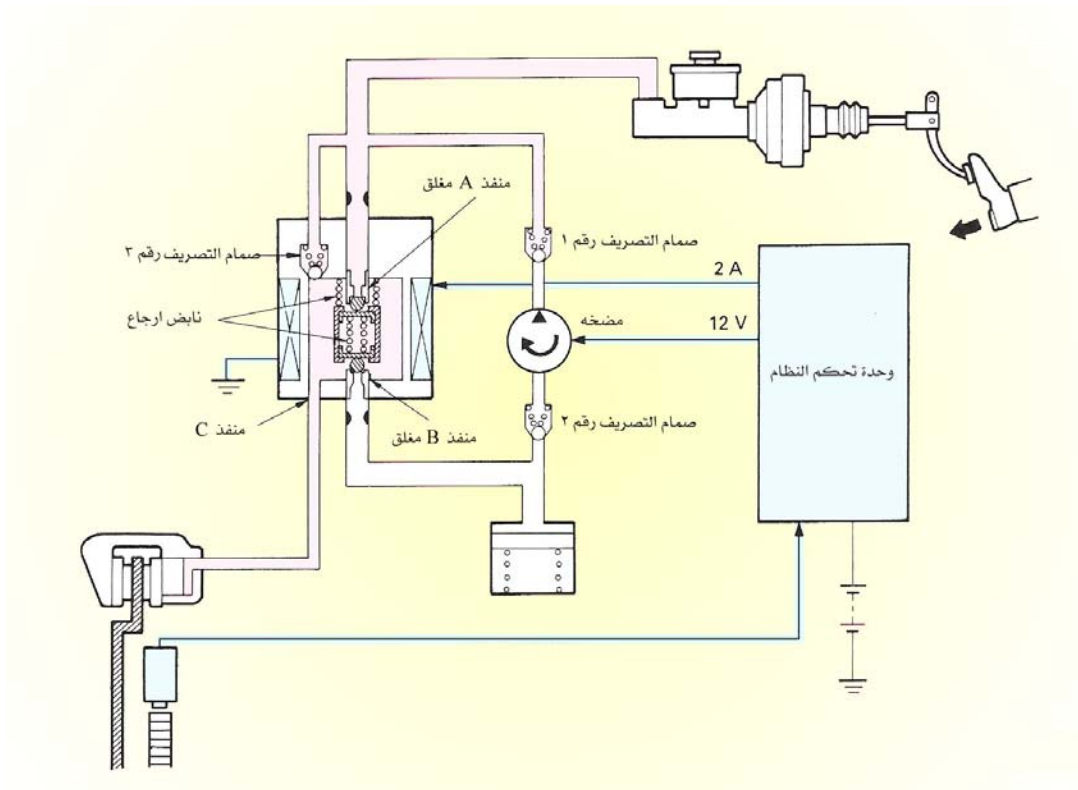 منفذ A مغلق
صمام التصريف رقم ١
صمام التصريف رقم ٣
2 A
نابض ارجاع
مضخه
12 V
وحدة تحكم النظام
منفذ C
منفذ B مغلق
صمام التصريف رقم ٢